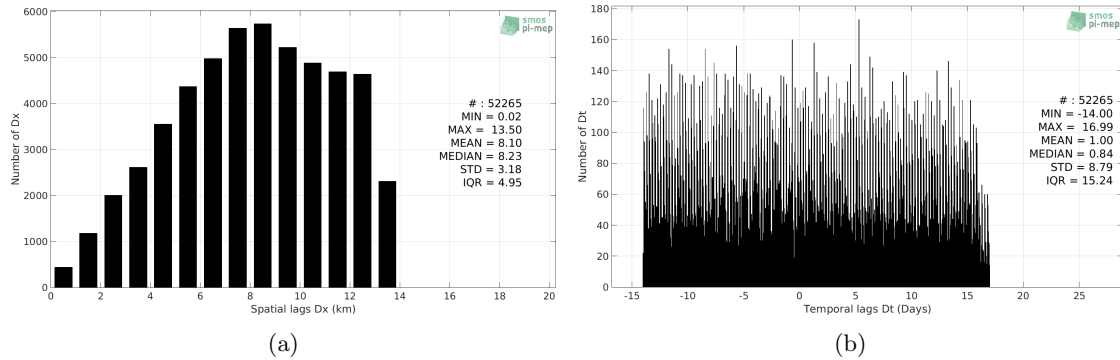 6000
5000
4000
3000
2000
1000
0
Number of Dx
0 2 4 6 8 10 12 14 16 18 20
Spatial lags Dx (km)
smos
pi-mep
# : 52265
MIN = 0.02
MAX = 13.50
MEAN = 8.10
MEDIAN = 8.23
STD = 3.18
IQR = 4.95
(a)
180
160
140
120
100
80
60
40
20
0
Number of Dt
-15 -10 -5 0 5 10 15 20 25
Temporal lags Dt (Days)
smos
pi-mep
# : 52265
MIN = -14.00
MAX = 16.99
MEAN = 1.00
MEDIAN = 0.84
STD = 8.79
IQR = 15.24
(b)